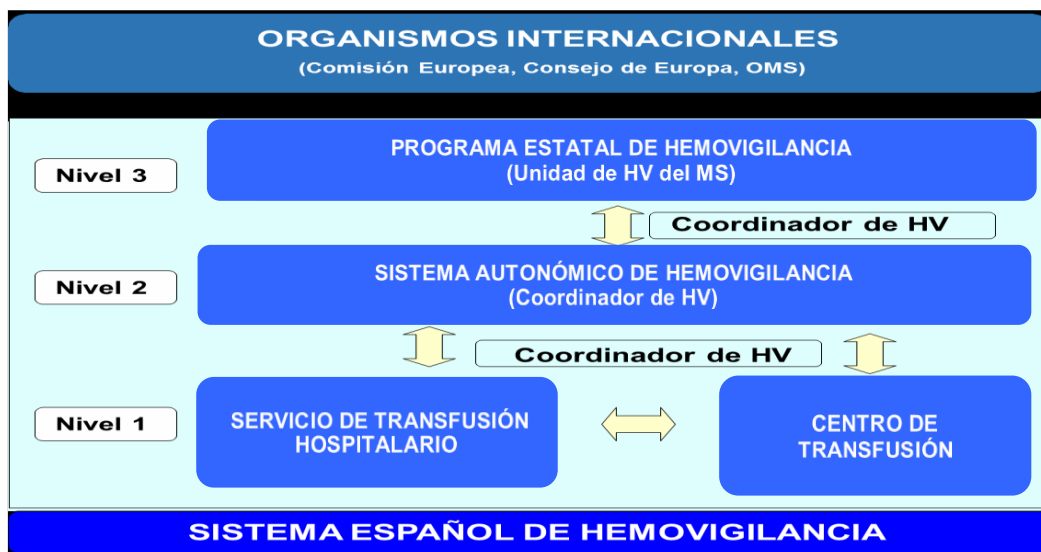 ORGANISMOS INTERNACIONALES
(Comisión Europea, Consejo de Europa, OMS)
PROGRAMA ESTATAL DE HEMOVIGILANCIA
(Unidad de HV del MS)
Nivel 3
Coordinador de HV
SISTEMA AUTONÓMICO DE HEMOVIGILANCIA
(Coordinador de HV)
Nivel 2
Coordinador de HV
Nivel 1
SERVICIO DE TRANSFUSIÓN
HOSPITALARIO
CENTRO DE
TRANSFUSIÓN
SISTEMA ESPAÑOL DE HEMOVIGILANCIA